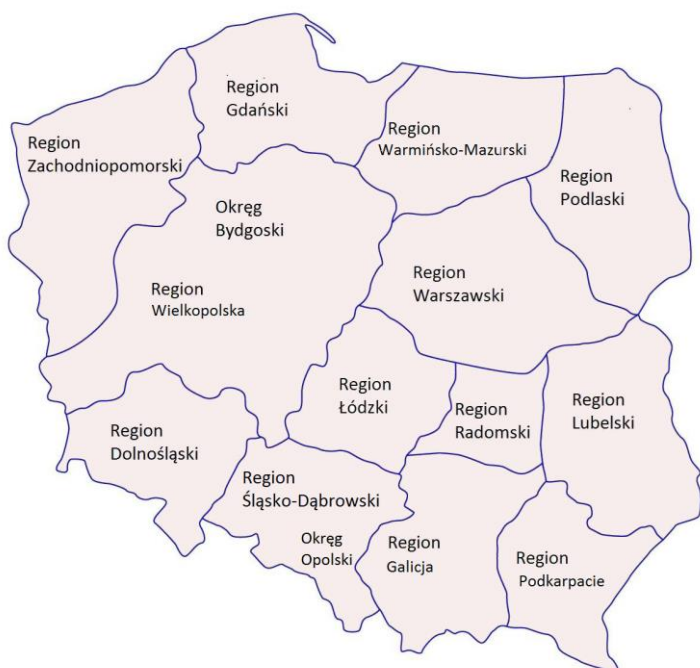 Region
Gdański
Region
Zachodniopomorski
Region
Warmińsko-Mazurski
Region
Podlaski
Okręg
Bydgoski
Region
Wielkopolska
Region
Warszawski
Region
Łódzki
Region
Radomski
Region
Lubelski
Region
Dolnośląski
Region
Śląsko-Dąbrowski
Okręg
Opolski
Region
Galicja
Region
Podkarpacie